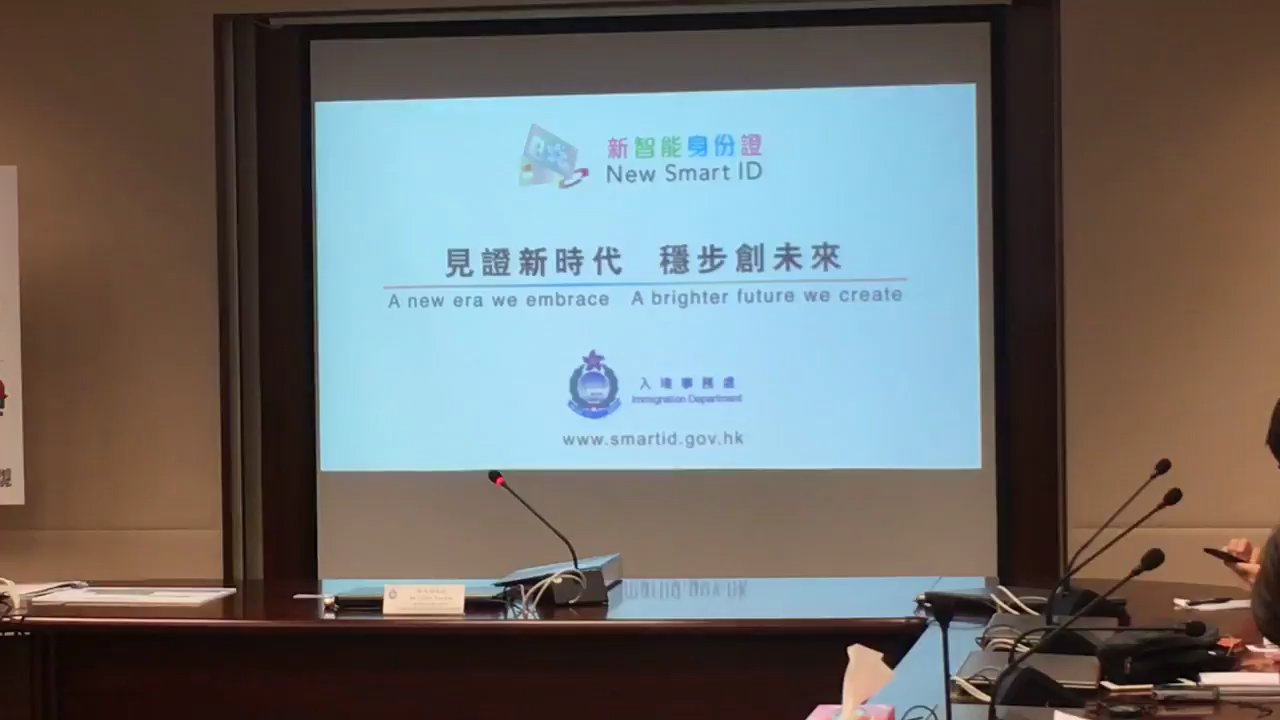 新智能身份證
New Smart ID
見證新時代 穩步創未來
A new era we embrace A brighter future we create
入境事務處
Immigration Department
www.smartid.gov.hk